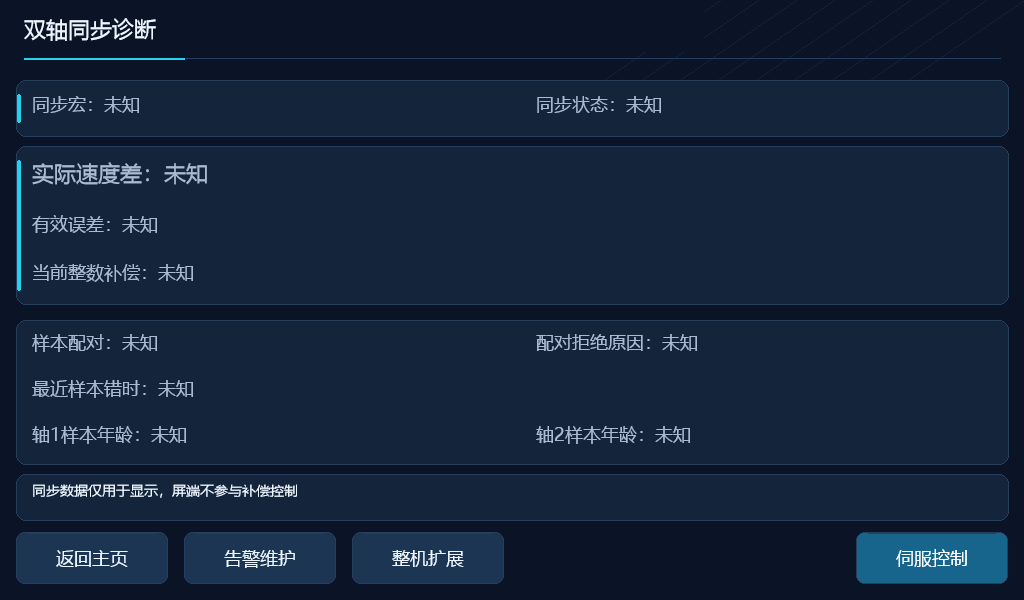 双轴同步诊断
同步宏：未知
同步状态：未知
实际速度差：未知
有效误差：未知
当前整数补偿：未知
样本配对：未知
配对拒绝原因：未知
最近样本错时：未知
轴1样本年龄：未知
轴2样本年龄：未知
同步数据仅用于显示，屏端不参与补偿控制
返回主页
告警维护
整机扩展
伺服控制